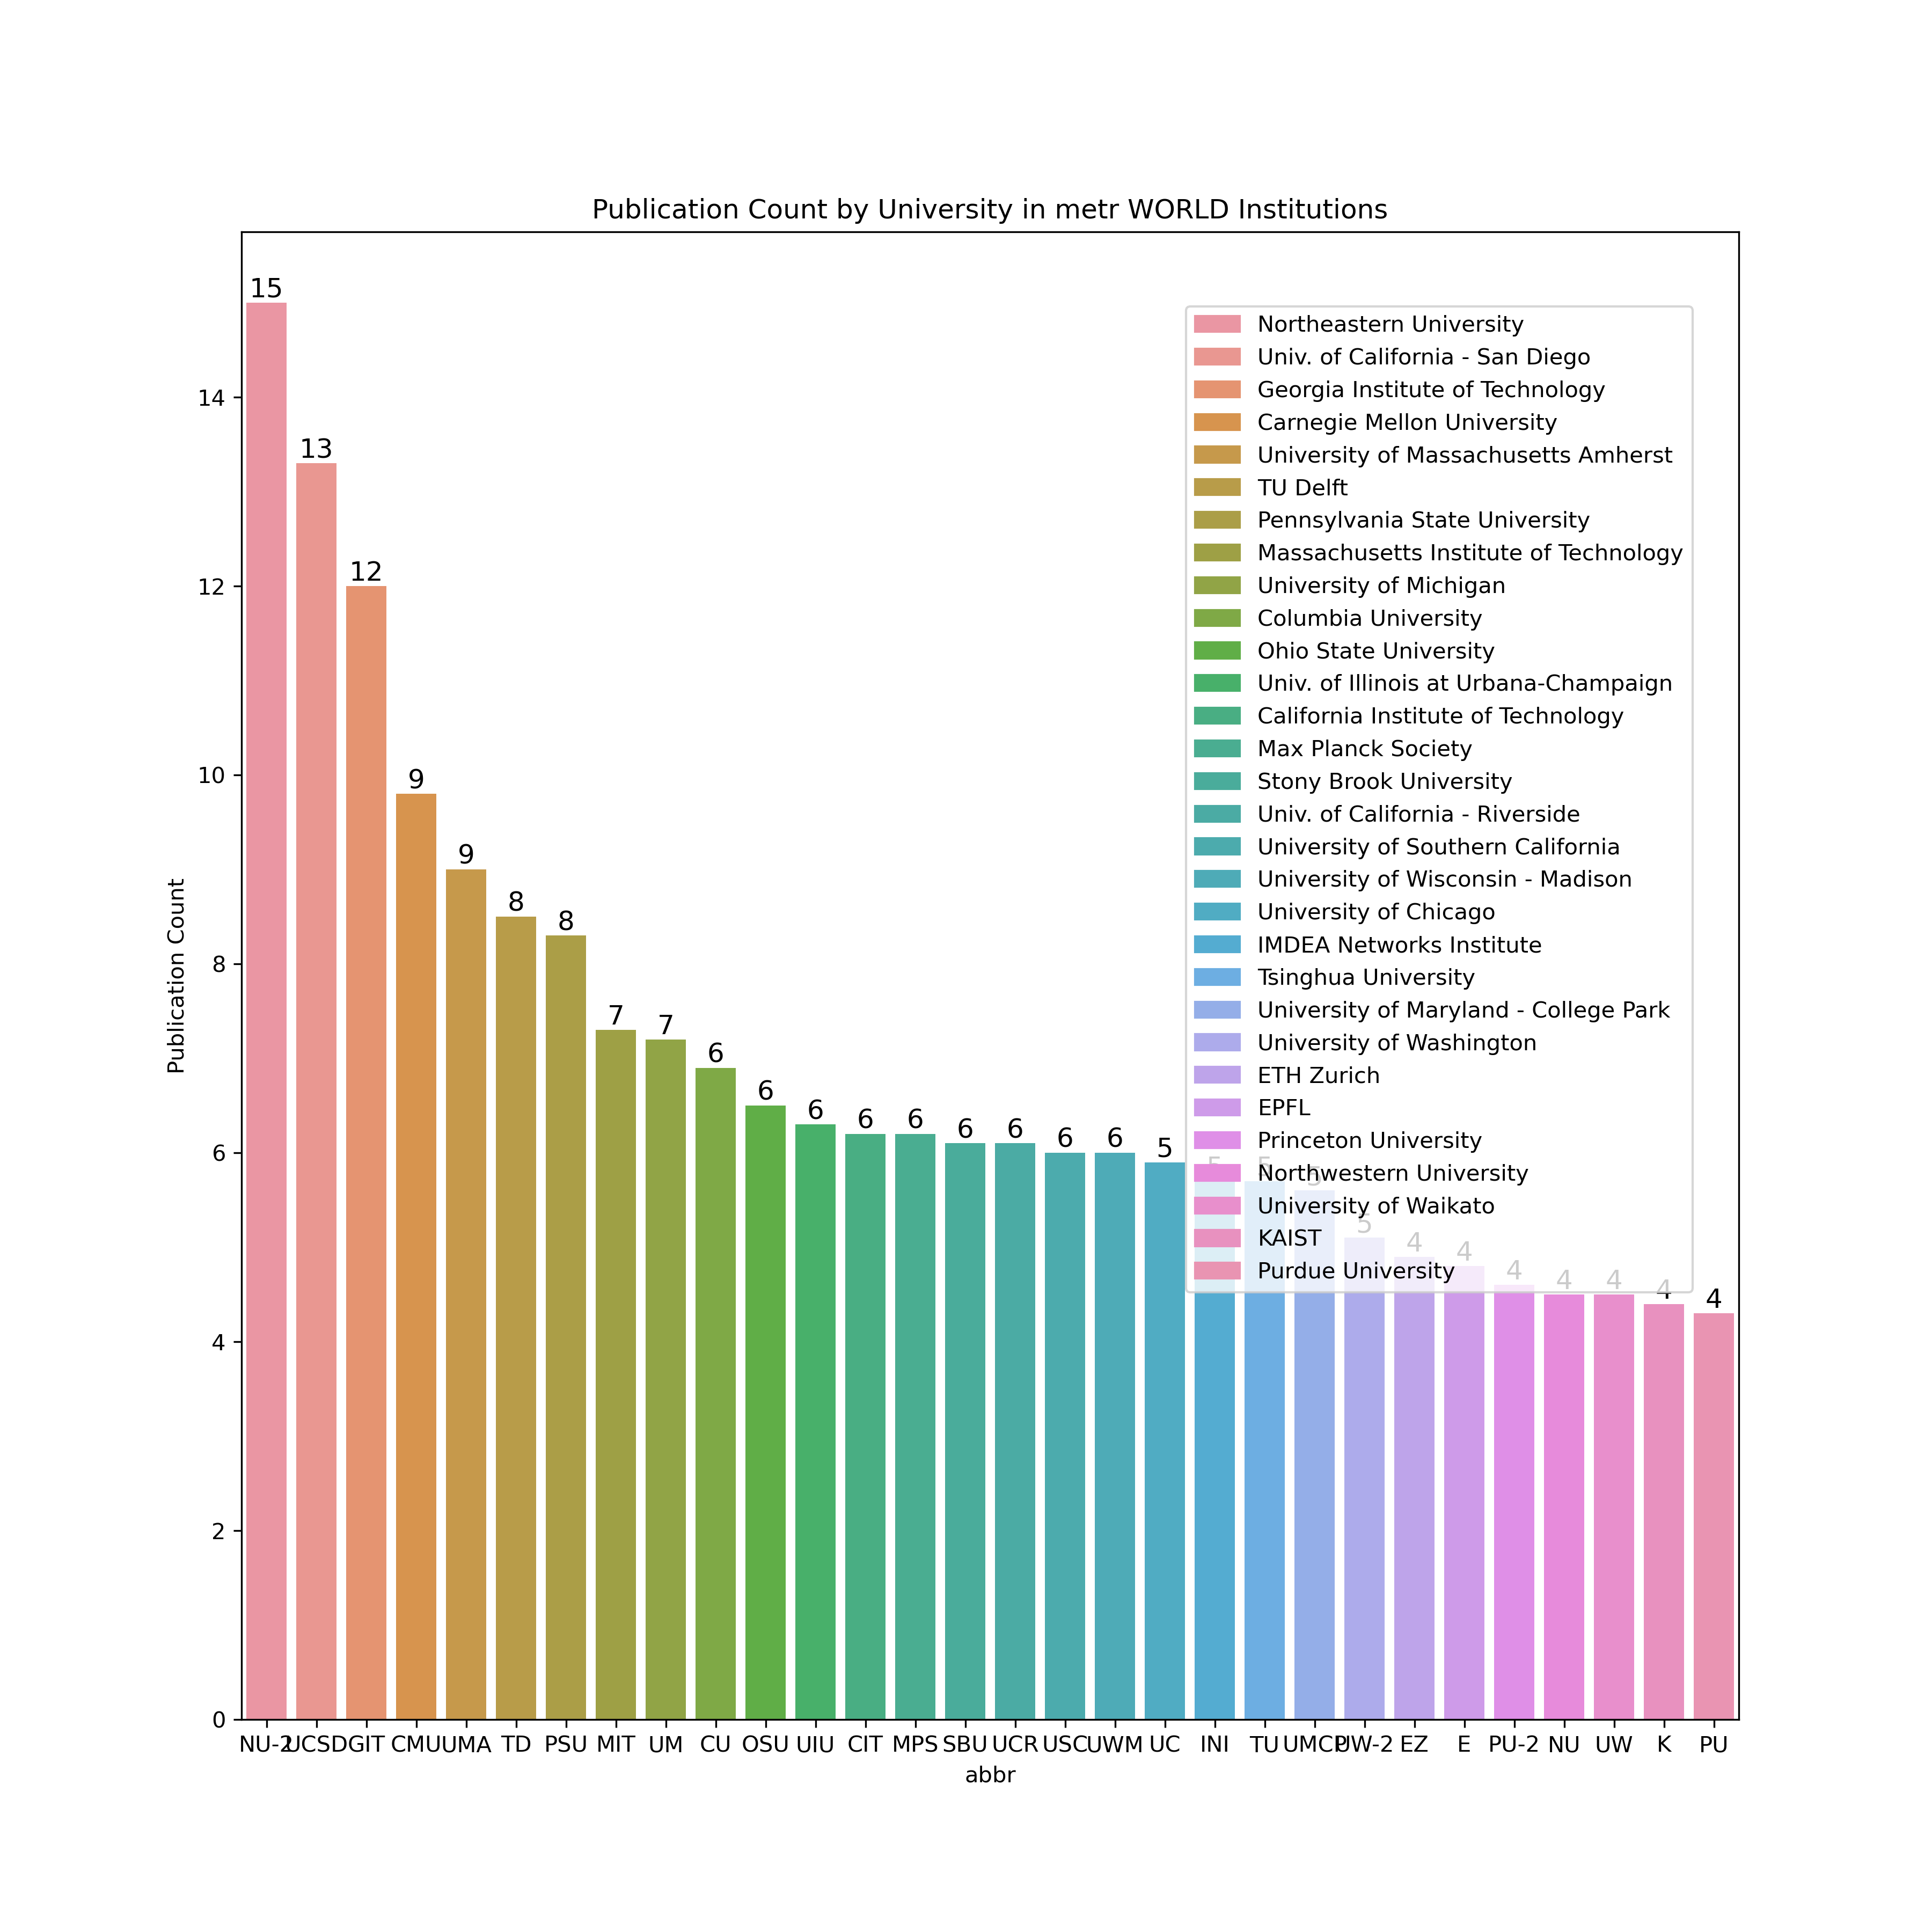 Publication Count by University in metr WORLD Institutions
Publication Count
14
12
10
8
6
4
2
0
15
13
12
9
9
8
8
7
7
6
6
6
6
6
6
6
6
6
5
5
5
5
5
4
4
4
4
4
4
4
Northeastern University
Univ. of California - San Diego
Georgia Institute of Technology
Carnegie Mellon University
University of Massachusetts Amherst
TU Delft
Pennsylvania State University
Massachusetts Institute of Technology
University of Michigan
Columbia University
Ohio State University
Univ. of Illinois at Urbana-Champaign
California Institute of Technology
Max Planck Society
Stony Brook University
Univ. of California - Riverside
University of Southern California
University of Wisconsin - Madison
University of Chicago
IMDEA Networks Institute
Tsinghua University
University of Maryland - College Park
University of Washington
ETH Zurich
EPFL
Princeton University
Northwestern University
University of Waikato
KAIST
Purdue University
NU-2 UCSD GIT CMU UMA TD PSU MIT UM CU OSU UIU CIT MPS SBU UCR USC UWM UC INI TU UMCP UW-2 EZ E PU-2 NU UW K PU
abbr